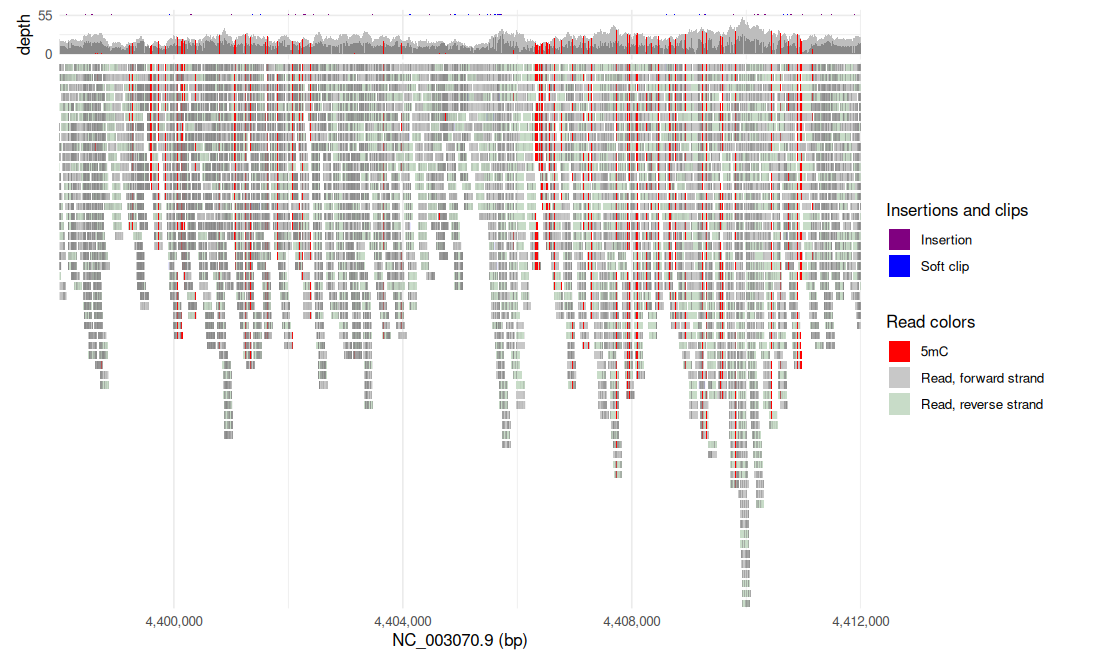 55
depth
0
Insertions and clips
Insertion
Soft clip
Read colors
5mC
Read, forward strand
Read, reverse strand
4,400,000
4,404,000
4,408,000
4,412,000
NC_003070.9 (bp)